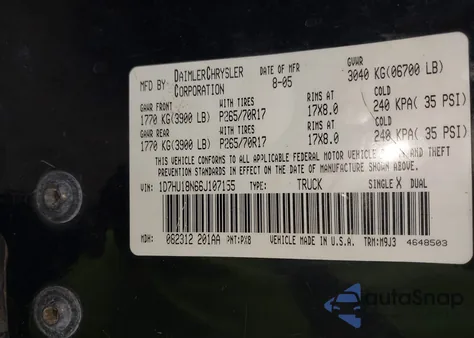 MFD BY: DAIMLERCHRYSLER CORPORATION DATE OF MFR 8-05 GVWR 3040 KG(06700 LB)
GAWR FRONT WITH TIRES RIMS AT COLD
1770 KG(3900 LB) P265/70R17 17X8.0 240 KPA( 35 PSI)
GAWR REAR WITH TIRES RIMS AT COLD
1770 KG(3900 LB) P265/70R17 17X8.0 240 KPA( 35 PSI)
THIS VEHICLE CONFORMS TO ALL APPLICABLE FEDERAL MOTOR VEHICLE SAFETY AND THEFT
PREVENTION STANDARDS IN EFFECT ON THE DATE OF MANUFACTURE SHOWN ABOVE.
VIN: 1D7HU18N66J107155 TYPE: TRUCK SINGLE X DUAL
MDH: 082312 201AA PNT:PX8 VEHICLE MADE IN U.S.A. TRM:M9J3 4648503
iautoSnap